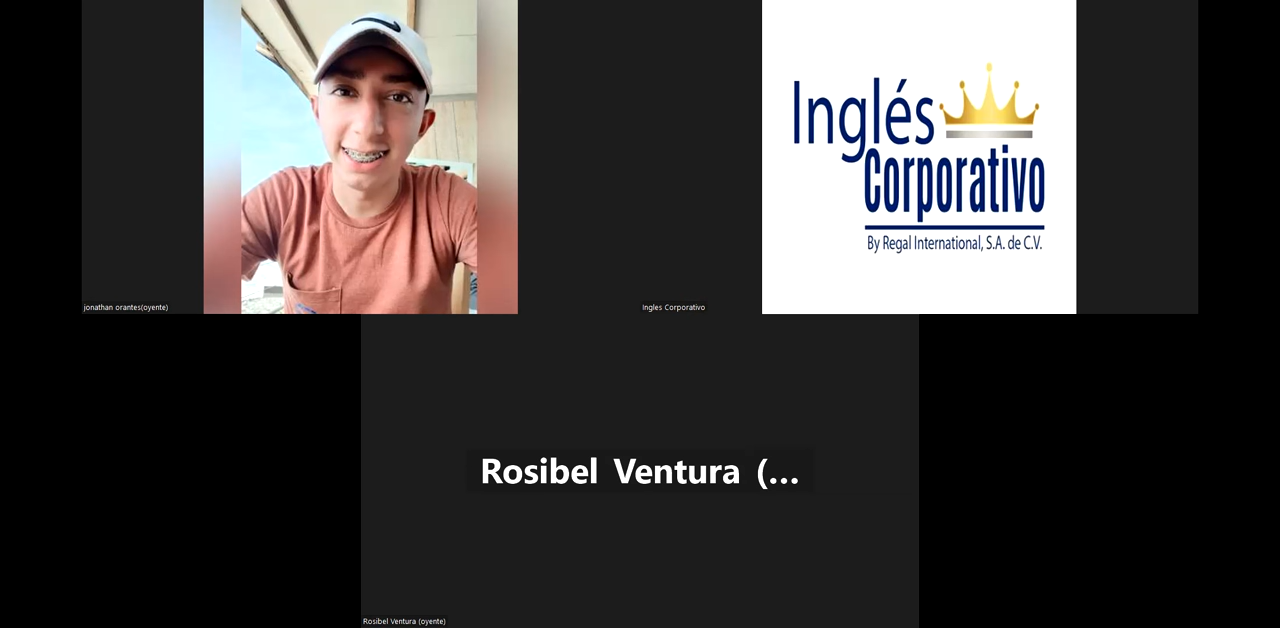 Inglés
Corporativo
By Regal International, S.A. de C.V.
jonathan orantes(oyente)
Ingles Corporativo
Rosibel Ventura (...
Rosibel Ventura (oyente)